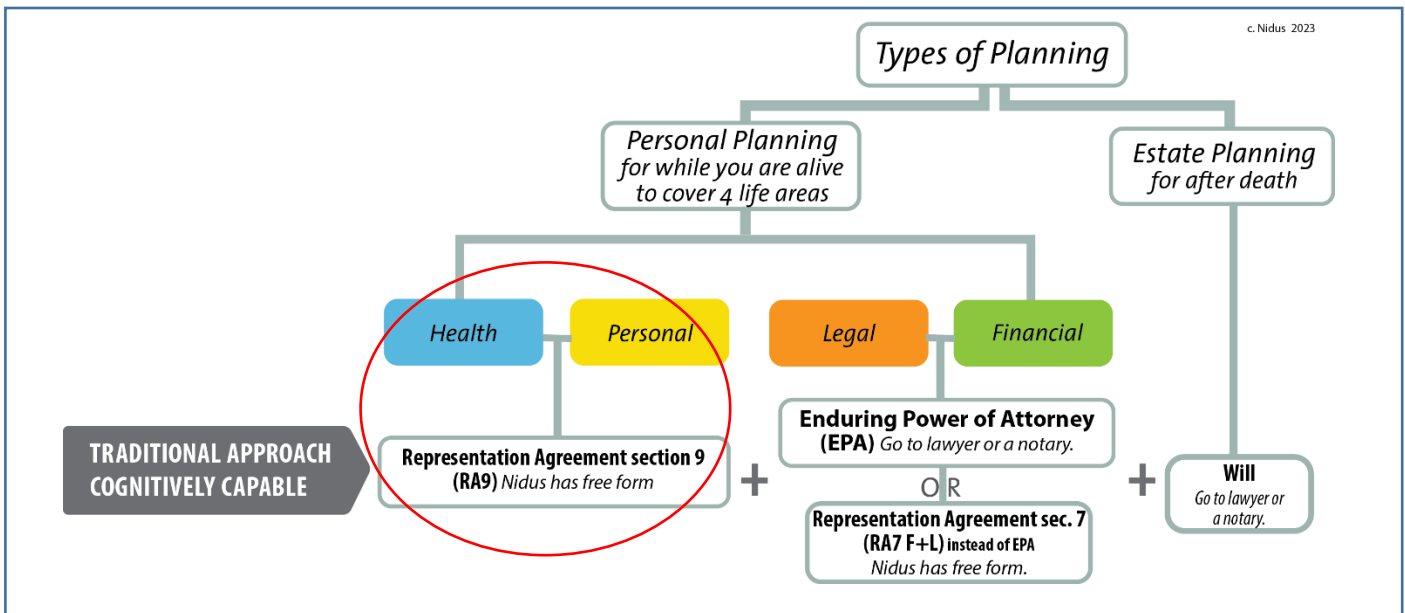 c. Nidus 2023
Types of Planning
Personal Planning
for while you are alive
to cover 4 life areas
Estate Planning
for after death
Health
Personal
Legal
Financial
TRADITIONAL APPROACH
COGNITIVELY CAPABLE
Representation Agreement section 9
(RA9) Nidus has free form
+
Enduring Power of Attorney
(EPA) Go to lawyer or a notary.
OR
Representation Agreement sec. 7
(RA7 F+L) instead of EPA
Nidus has free form.
+
Will
Go to lawyer or
a notary.